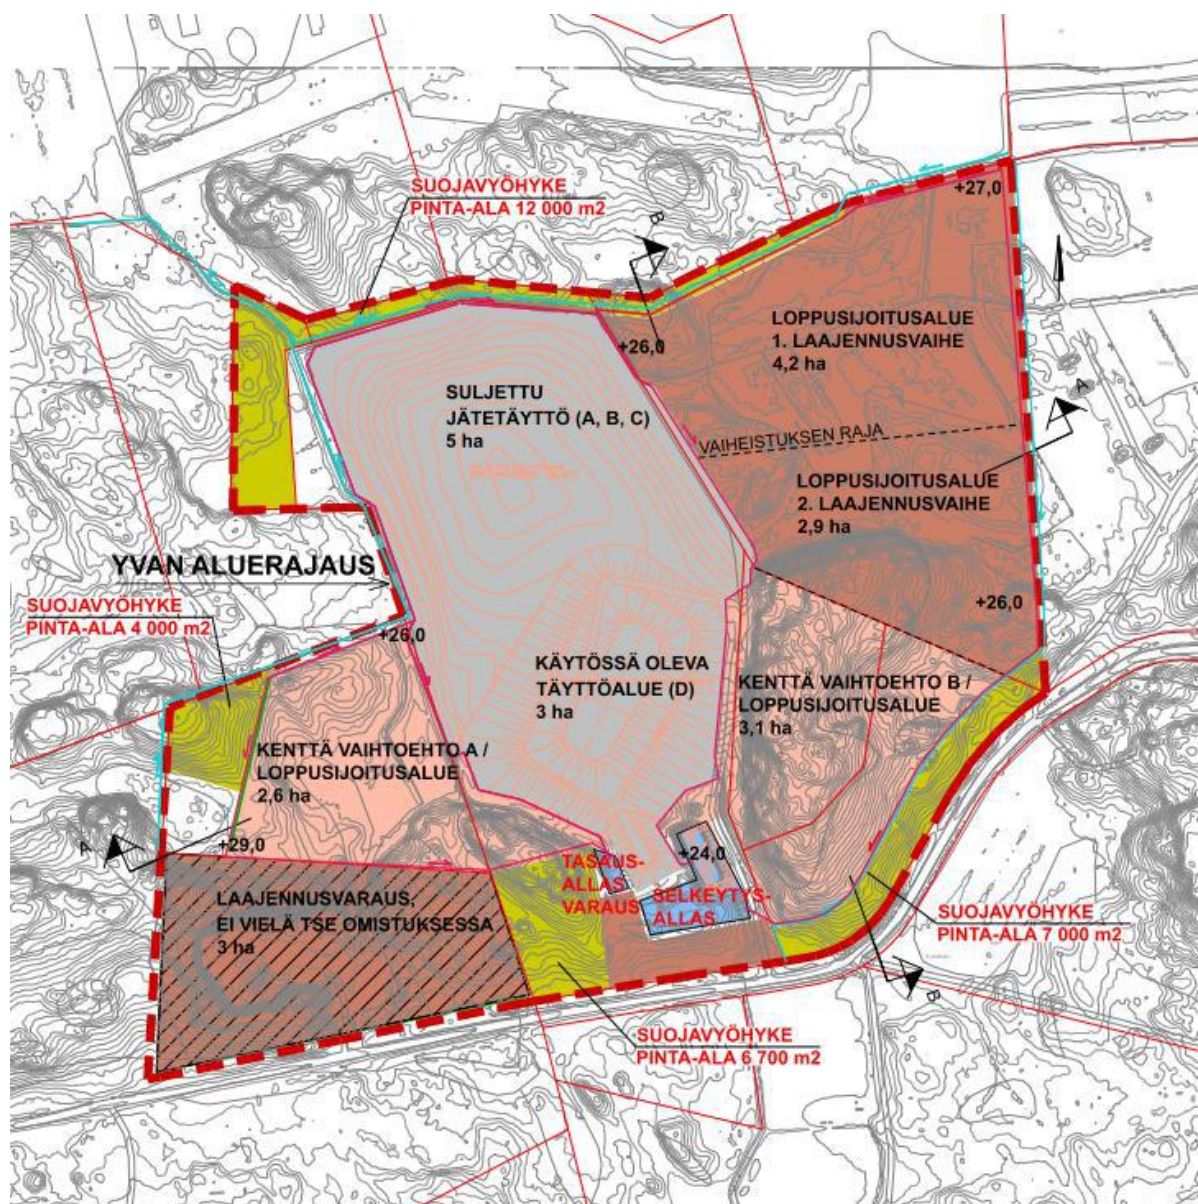 SUOJAVYÖHYKE
PINTA-ALA 12 000 m2
B
+27,0
+26,0
LOPPUSIJOITUSALUE
1. LAAJENNUSVAIHE
4,2 ha
SULJETTU
JÄTETÄYTTÖ (A, B, C)
5 ha
A
VAIHEISTUKSEN RAJA
LOPPUSIJOITUSALUE
2. LAAJENNUSVAIHE
2,9 ha
YVAN ALUERAJAUS
SUOJAVYÖHYKE
PINTA-ALA 4 000 m2
+26,0
+26,0
KÄYTÖSSÄ OLEVA
TÄYTTÖALUE (D)
3 ha
KENTTÄ VAIHTOEHTO B /
LOPPUSIJOITUSALUE
3,1 ha
KENTTÄ VAIHTOEHTO A /
LOPPUSIJOITUSALUE
2,6 ha
A
+29,0
+24,0
TASAUS-
ALLAS
VARAUS
SELKEYTYS-
ALLAS
LAAJENNUSVARAUS,
EI VIELÄ TSE OMISTUKSESSA
3 ha
SUOJAVYÖHYKE
PINTA-ALA 7 000 m2
B
SUOJAVYÖHYKE
PINTA-ALA 6 700 m2